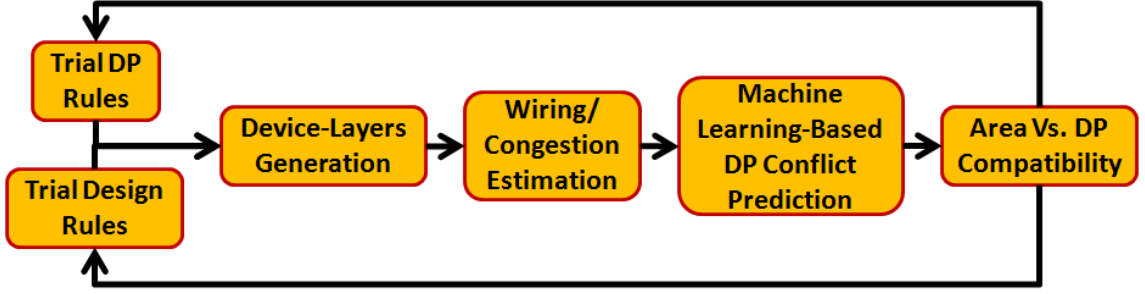 Trial DP
Rules
Trial Design
Rules
Device-Layers
Generation
Wiring/
Congestion
Estimation
Machine
Learning-Based
DP Conflict
Prediction
Area Vs. DP
Compatibility